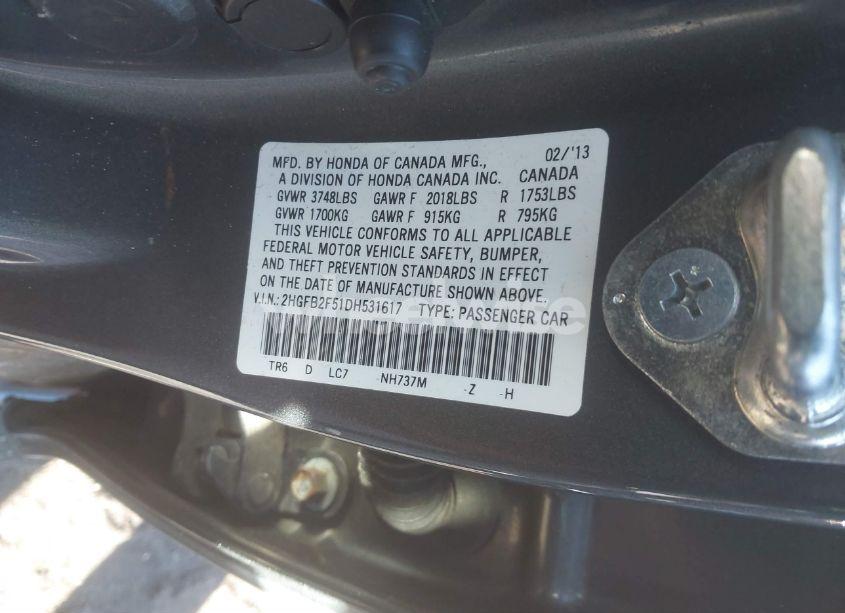 MFD. BY HONDA OF CANADA MFG., 02/'13
A DIVISION OF HONDA CANADA INC. CANADA
GVWR 3748LBS GAWR F 2018LBS R 1753LBS
GVWR 1700KG GAWR F 915KG R 795KG
THIS VEHICLE CONFORMS TO ALL APPLICABLE
FEDERAL MOTOR VEHICLE SAFETY, BUMPER,
AND THEFT PREVENTION STANDARDS IN EFFECT
ON THE DATE OF MANUFACTURE SHOWN ABOVE.
V.I.N.: 2HGFB2F51DH531617 TYPE: PASSENGER CAR
TR6 D LC7 -NH737M -Z -H